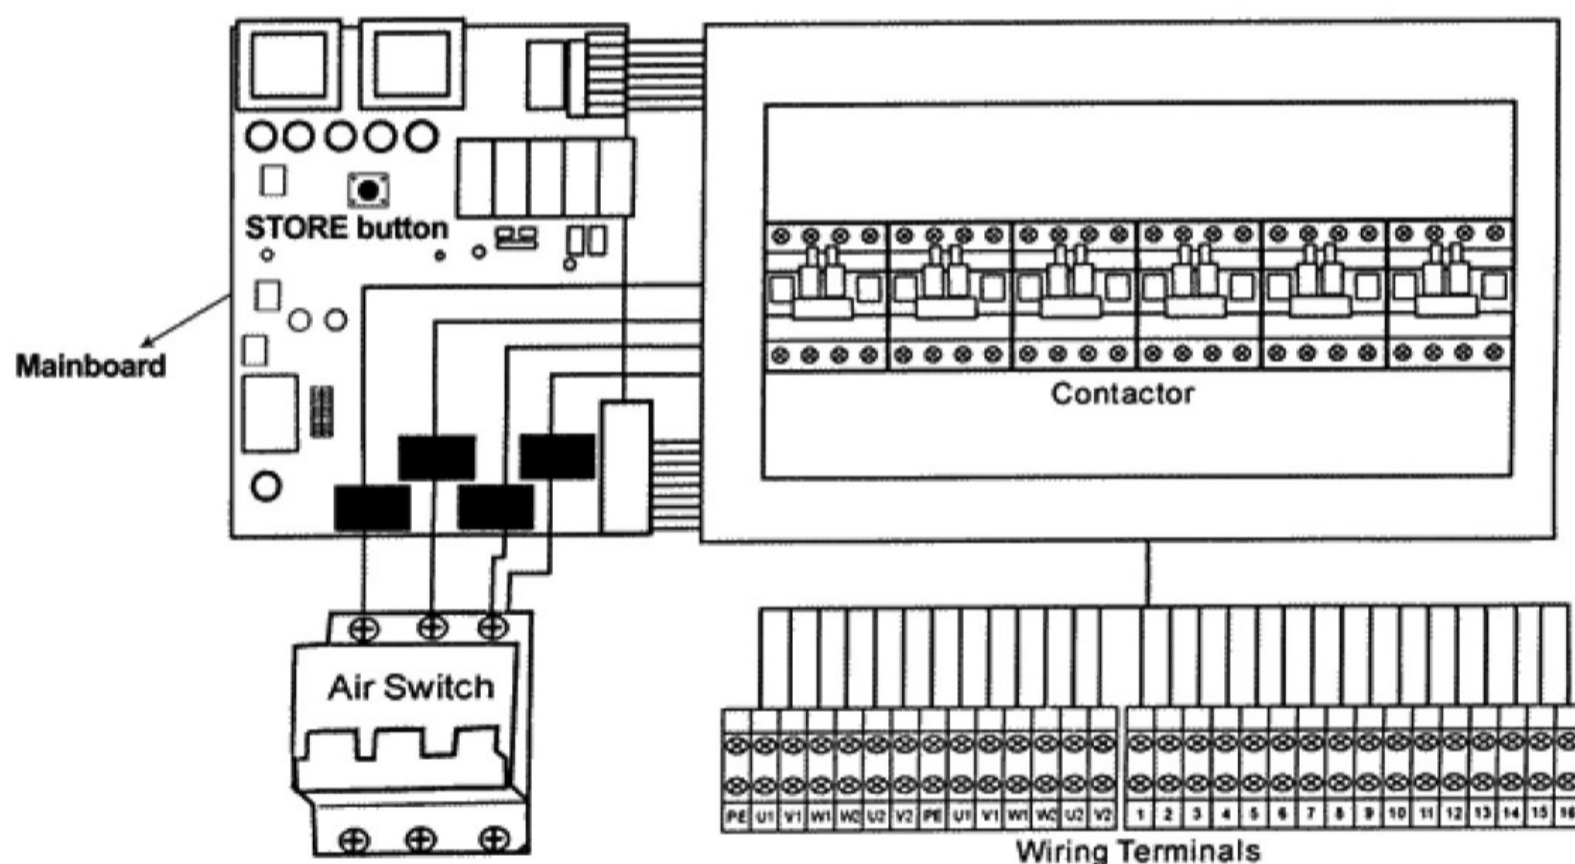 STORE button
Mainboard
Contactor
Air Switch
PE U1 V1 W1 W2 U2 V2 PE U1 V1 W1 W2 U2 V2 1 2 3 4 5 6 7 8 9 10 11 12 13 14 15 16
Wiring Terminals